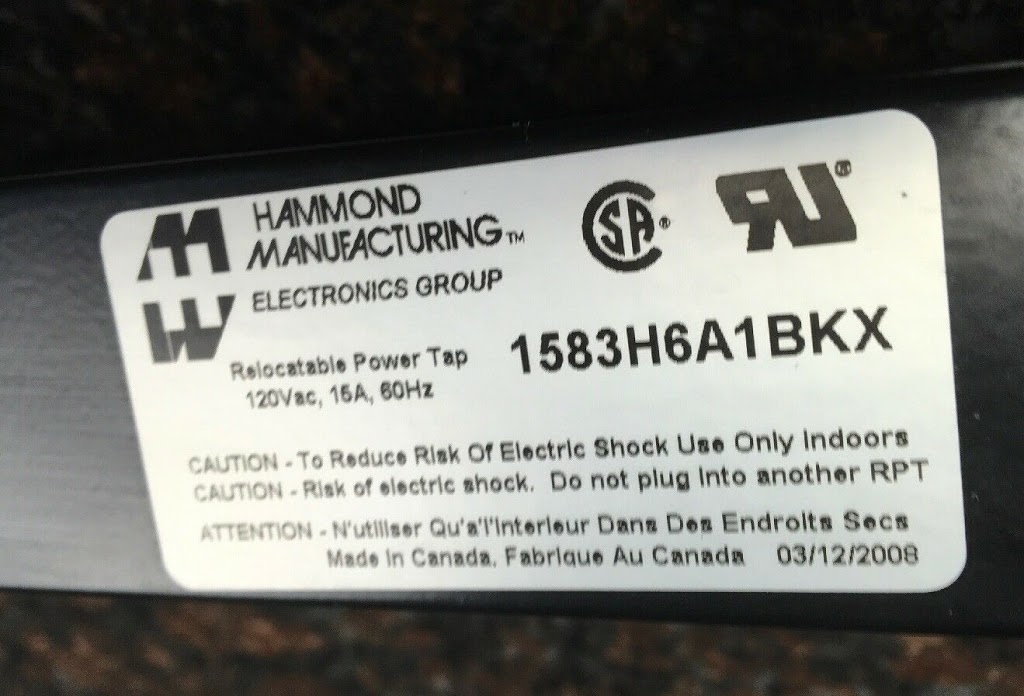 HAMMOND
MANUFACTURING™
ELECTRONICS GROUP
SA®
RU®
1583H6A1BKX
Relocatable Power Tap
120Vac, 15A, 60Hz
CAUTION - To Reduce Risk Of Electric Shock Use Only Indoors
CAUTION - Risk of electric shock. Do not plug into another RPT
ATTENTION - N'utiliser Qu'a'l'interieur Dans Des Endroits Secs
Made in Canada, Fabrique Au Canada 03/12/2008